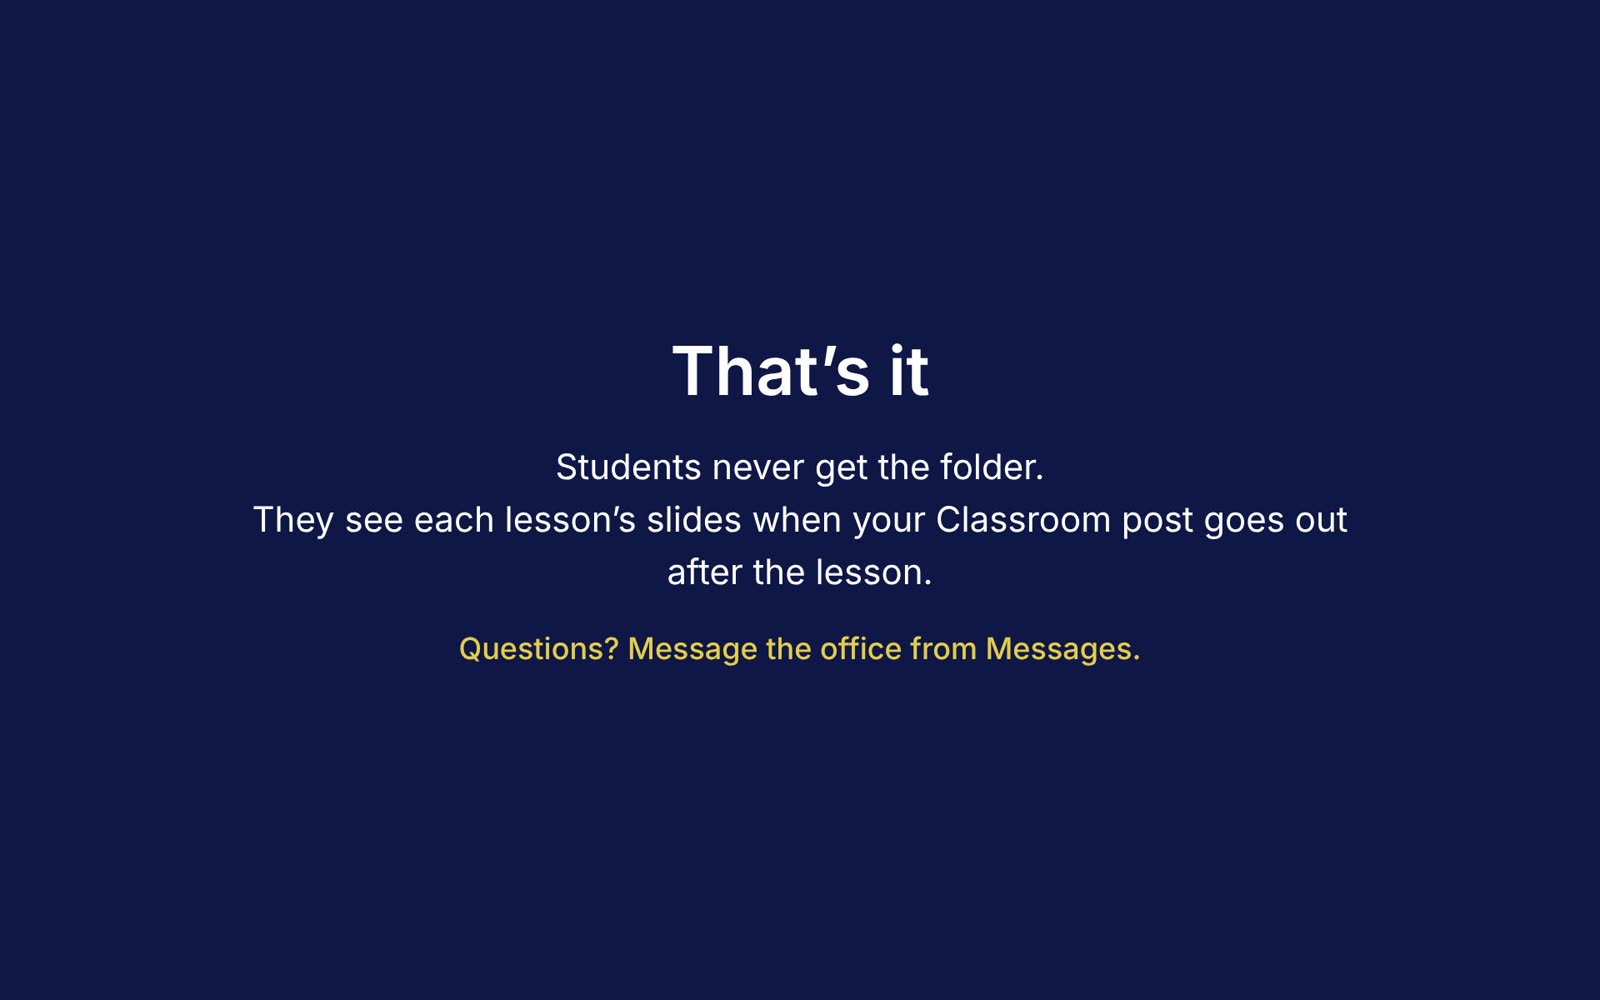 That’s it
Students never get the folder.
They see each lesson’s slides when your Classroom post goes out
after the lesson.
Questions? Message the office from Messages.